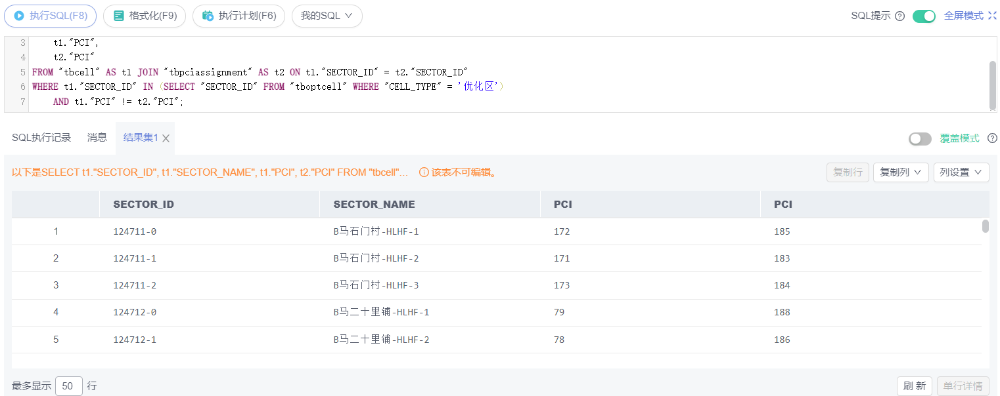 执行SQL(F8) 格式化(F9) 执行计划(F6) 我的SQL SQL提示 全屏模式
3 t1."PCI",
4 t2."PCI"
5 FROM "tbcell" AS t1 JOIN "tbpciassignment" AS t2 ON t1."SECTOR_ID" = t2."SECTOR_ID"
6 WHERE t1."SECTOR_ID" IN (SELECT "SECTOR_ID" FROM "tboptcell" WHERE "CELL_TYPE" = '优化区')
7 AND t1."PCI" != t2."PCI";
SQL执行记录 消息 结果集1 覆盖模式
以下是SELECT t1."SECTOR_ID", t1."SECTOR_NAME", t1."PCI", t2."PCI" FROM "tbcell"... 该表不可编辑。 复制行 复制列 列设置
SECTOR_ID SECTOR_NAME PCI PCI
1 124711-0 B马石门村-HLHF-1 172 185
2 124711-1 B马石门村-HLHF-2 171 183
3 124711-2 B马石门村-HLHF-3 173 184
4 124712-0 B马二十里铺-HLHF-1 79 188
5 124712-1 B马二十里铺-HLHF-2 78 186
最多显示 50 行 刷新 单行详情